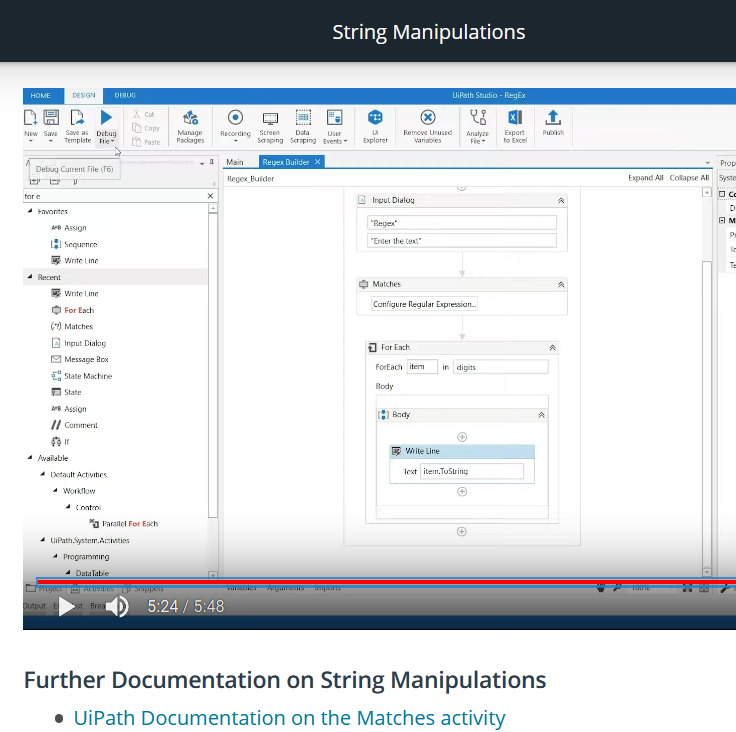 String Manipulations
HOME DESIGN DEBUG UiPath Studio - RegEx
New Save Save as Template Debug File Cut Copy Paste Manage Packages Recording Screen Scraping Data Scraping User Events UI Explorer Remove Unused Variables Analyze File Export to Excel Publish
Main Regex Builder Prop
Debug Current File (F6)
Regex_Builder Expand All Collapse All Syste
for e
Favorites
Assign
Sequence
Write Line
Recent
Write Line
For Each
Matches
Input Dialog
Message Box
State Machine
State
Assign
Comment
If
Available
Default Activities
Workflow
Control
Parallel For Each
UiPath.System.Activities
Programming
DataTable
Input Dialog
"Regex"
"Enter the text"
Matches
Configure Regular Expression...
For Each
ForEach item in digits
Body
Body
Write Line
Text item.ToString
Project Activities Snippets Variables Arguments Imports 100%
5:24 / 5:48
Further Documentation on String Manipulations
UiPath Documentation on the Matches activity